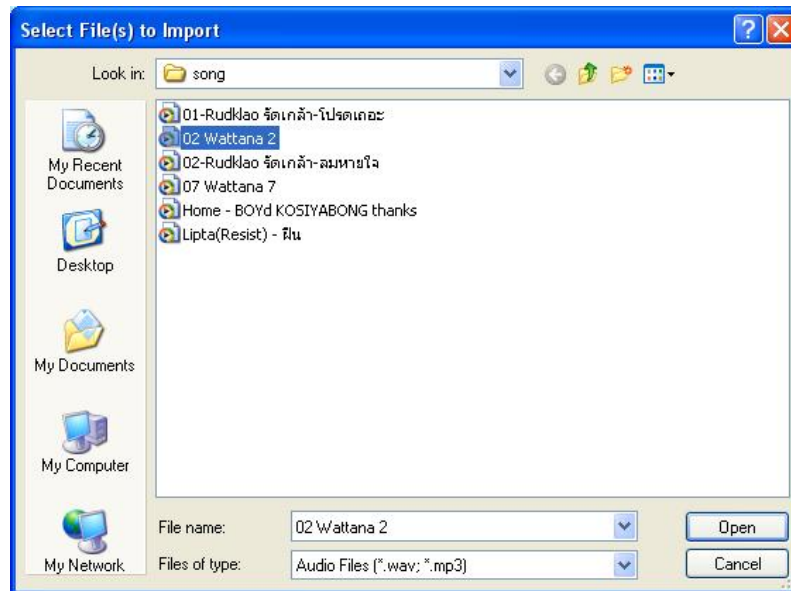 Select File(s) to Import
Look in:
song
My Recent
Documents
Desktop
My Documents
My Computer
My Network
01-Rudklao รัดเกล้า-โปรดเถอะ
02 Wattana 2
02-Rudklao รัดเกล้า-ลมหายใจ
07 Wattana 7
Home - BOYd KOSIYABONG thanks
Lipta(Resist) - ฝืน
File name:
02 Wattana 2
Open
Files of type:
Audio Files (*.wav; *.mp3)
Cancel